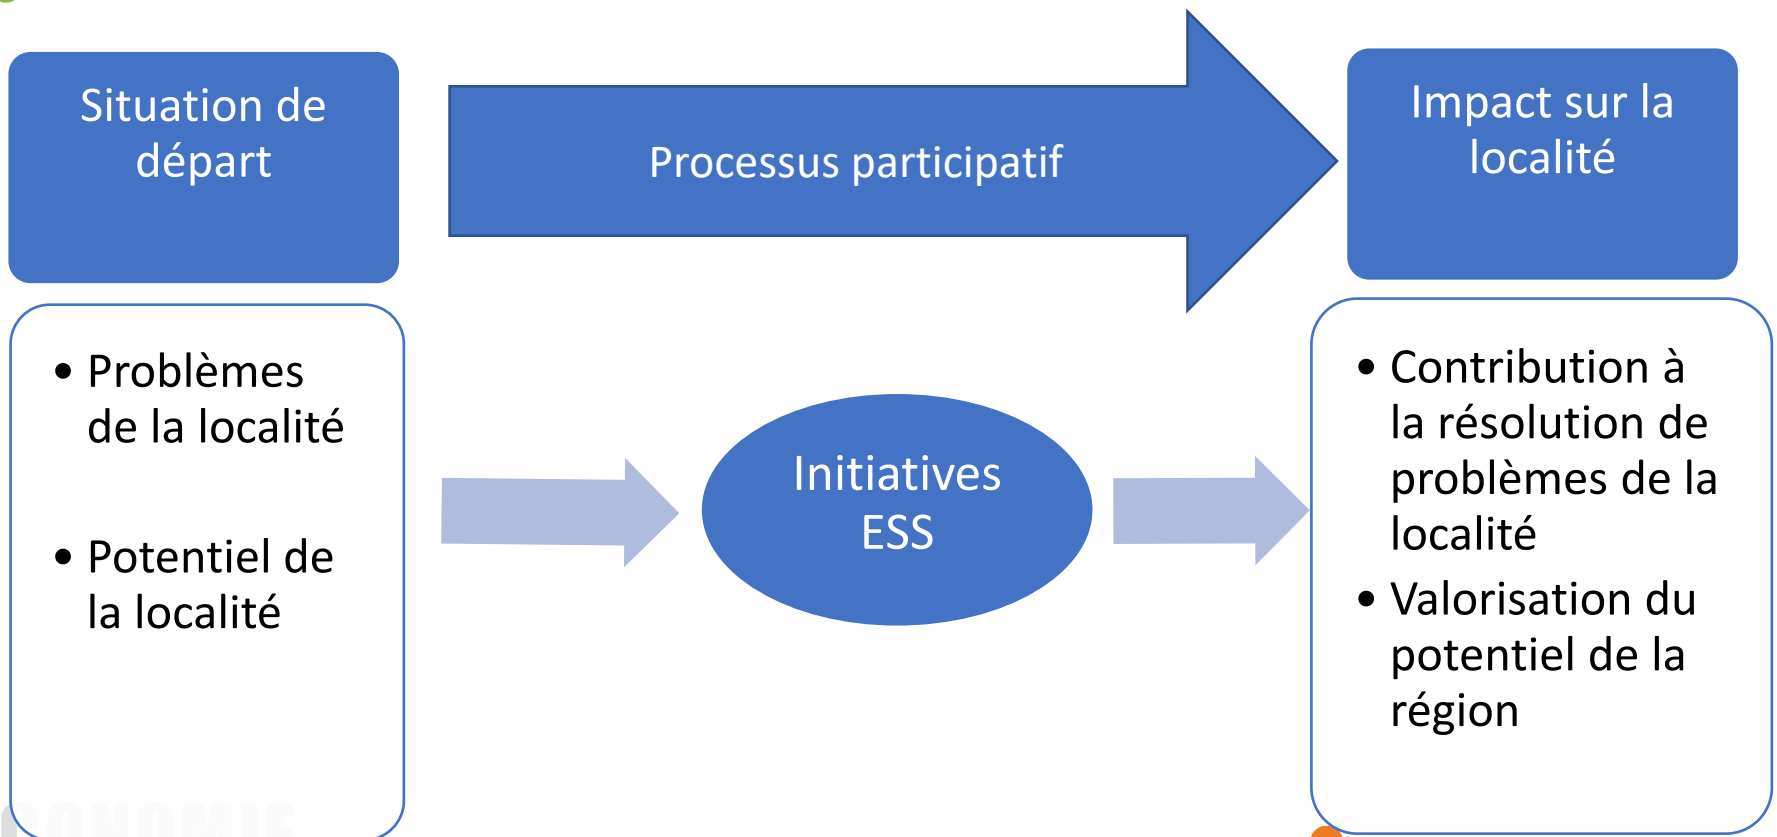 Situation de
départ
Processus participatif
Impact sur la
localité
• Problèmes
de la localité
• Potentiel de
la localité
Initiatives
ESS
• Contribution à
la résolution de
problèmes de la
localité
• Valorisation du
potentiel de la
région
ONOMIE